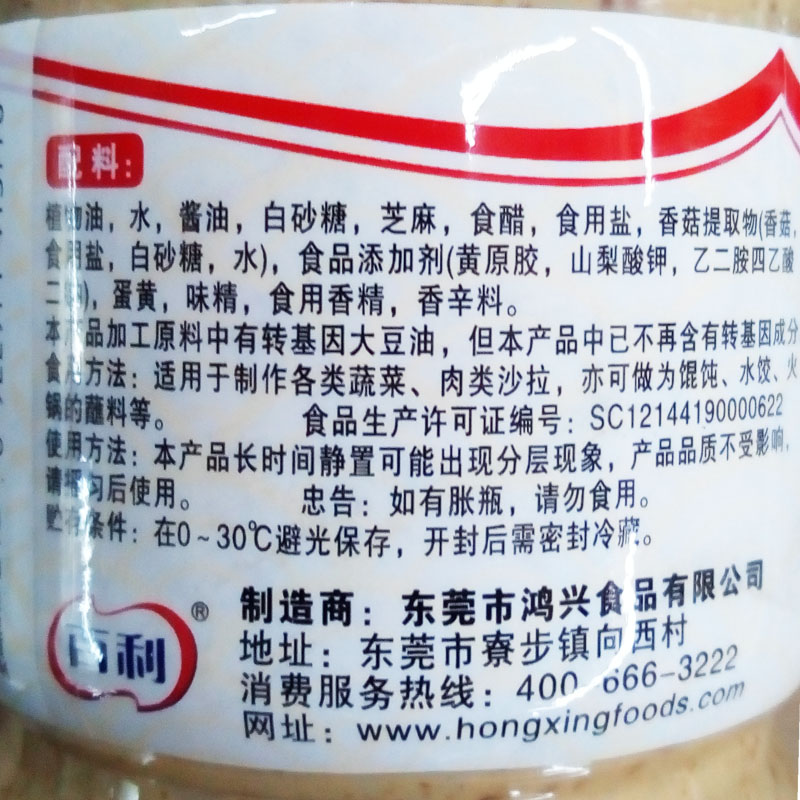 配料：
植物油，水，酱油，白砂糖，芝麻，食醋，食用盐，香菇提取物(香菇，
食用盐，白砂糖，水)，食品添加剂(黄原胶，山梨酸钾，乙二胺四乙酸
二钠)，蛋黄，味精，食用香精，香辛料。
本产品加工原料中有转基因大豆油，但本产品中已不再含有转基因成分
食用方法：适用于制作各类蔬菜、肉类沙拉，亦可做为馄饨、水饺、火
锅的蘸料等。 食品生产许可证编号：SC12144190000622
使用方法：本产品长时间静置可能出现分层现象，产品品质不受影响，
请摇匀后使用。 忠告：如有胀瓶，请勿食用。
贮存条件：在0~30℃避光保存，开封后需密封冷藏。
百利®
制造商：东莞市鸿兴食品有限公司
地址：东莞市寮步镇向西村
消费服务热线：400-666-3222
网址：www.hongxingfoods.com